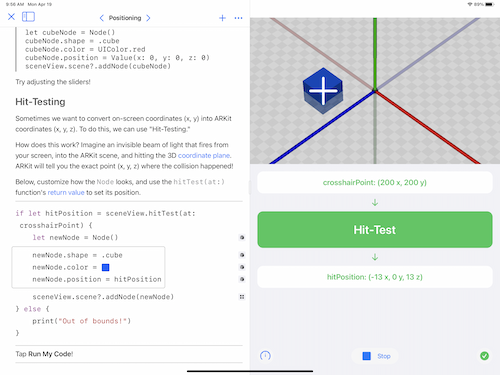 9:56 AM Mon Apr 19
89%
Positioning
let cubeNode = Node()
cubeNode.shape = .cube
cubeNode.color = UIColor.red
cubeNode.position = Value(x: 0, y: 0, z: 0)
sceneView.scene?.addNode(cubeNode)
Try adjusting the sliders!
Hit-Testing
Sometimes we want to convert on-screen coordinates (x, y) into ARKit
coordinates (x, y, z). To do this, we can use "Hit-Testing."
How does this work? Imagine an invisible beam of light that fires from
your screen, into the ARKit scene, and hitting the 3D coordinate plane.
ARKit will tell you the exact point (x, y, z) where the collision happened!
Below, customize how the Node looks, and use the hitTest(at:)
function's return value to set its position.
if let hitPosition = sceneView.hitTest(at:
crosshairPoint) {
let newNode = Node()
newNode.shape = .cube
newNode.color =
newNode.position = hitPosition
sceneView.scene?.addNode(newNode)
} else {
print("Out of bounds!")
}
Tap Run My Code!
crosshairPoint: (200 x, 200 y)
Hit-Test
hitPosition: (-13 x, 0 y, 13 z)
Stop